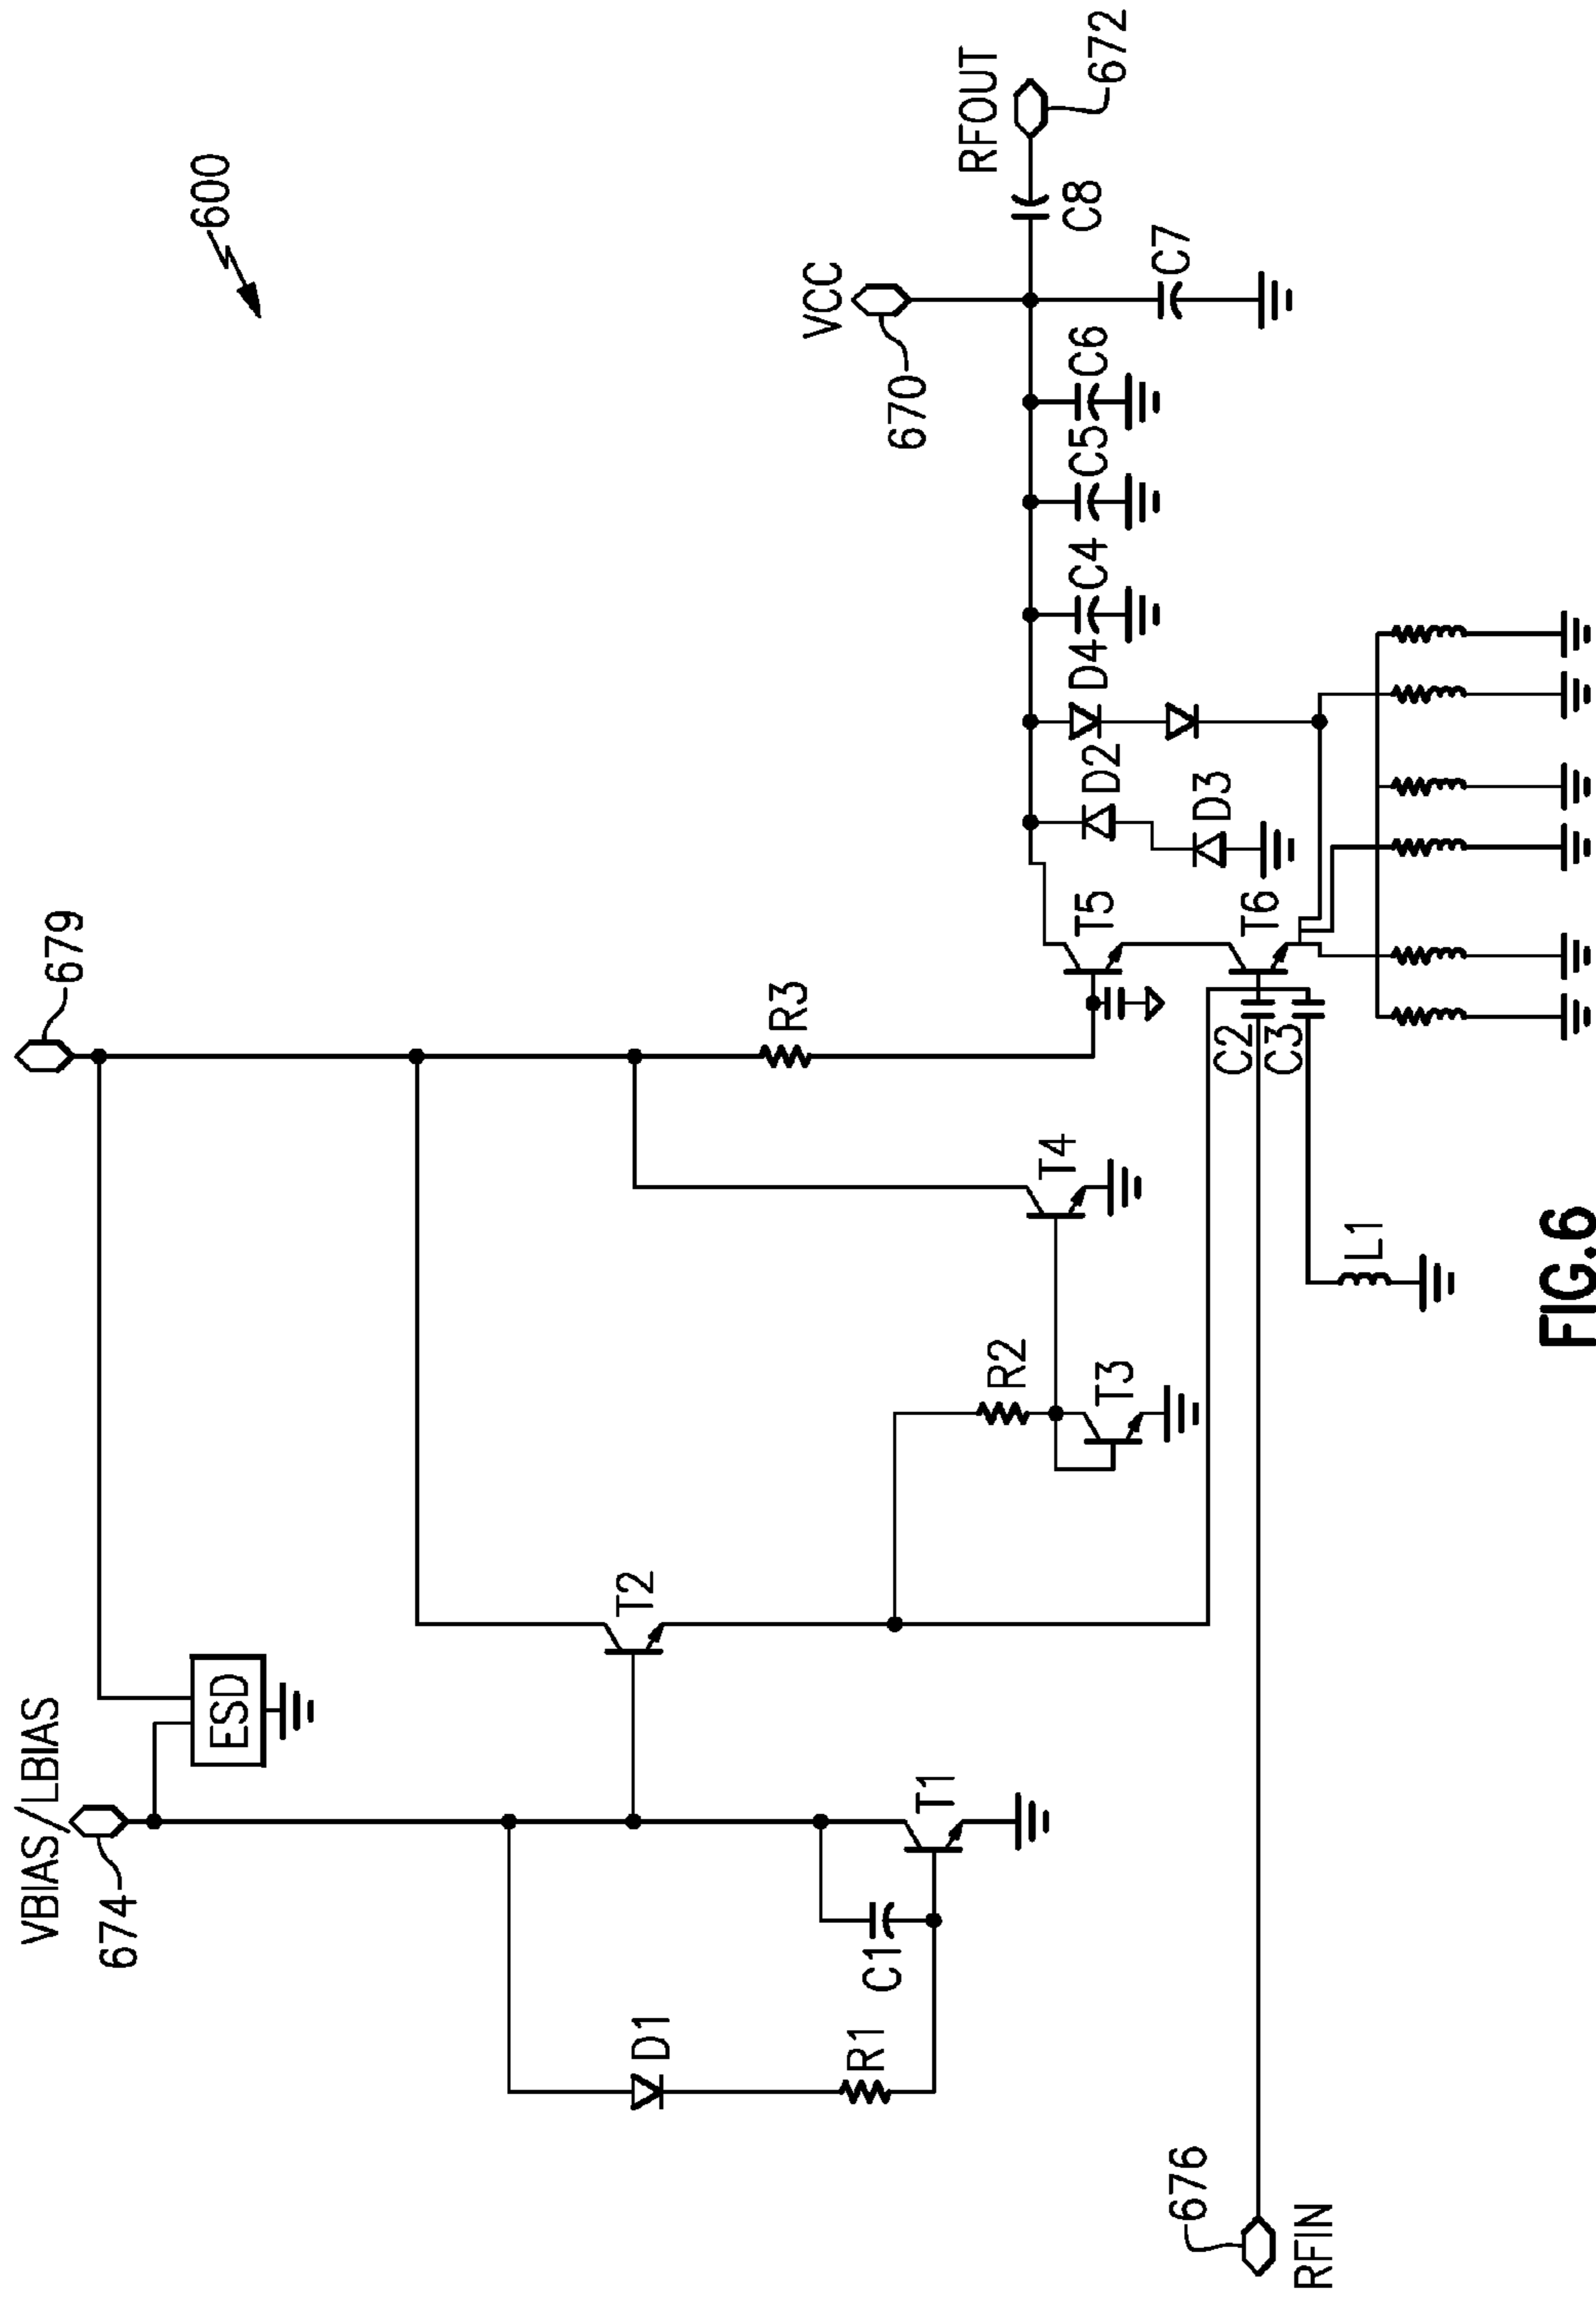 600
679
VBIAS/LBIAS
674
ESD
VCC
670
RFOUT
672
C8
C7
C6
C5
C4
D4
D2
D3
T5
T6
R3
C2
C3
T4
L1
R2
T3
T2
T1
C1
D1
R1
676
RFIN
FIG.6